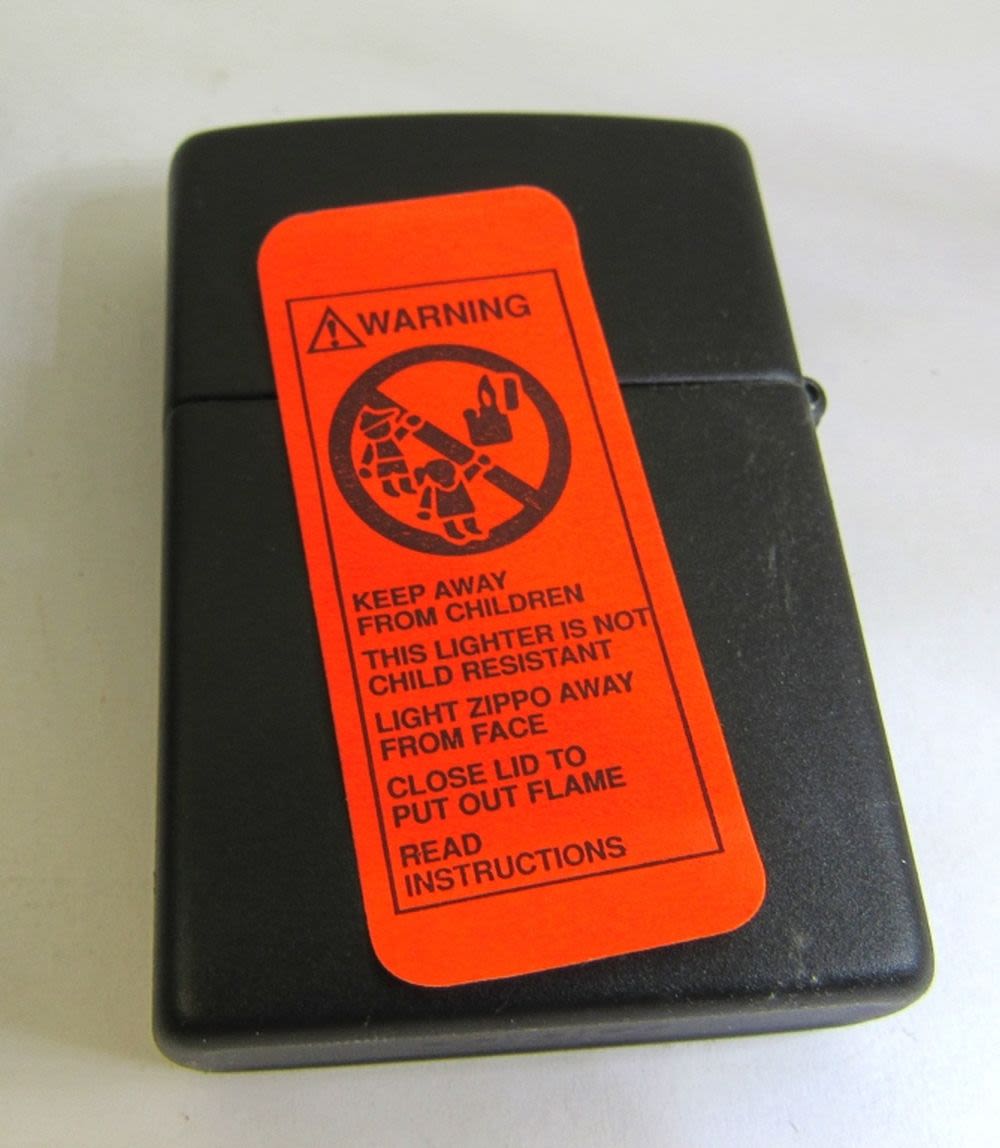 WARNING
KEEP AWAY
FROM CHILDREN
THIS LIGHTER IS NOT
CHILD RESISTANT
LIGHT ZIPPO AWAY
FROM FACE
CLOSE LID TO
PUT OUT FLAME
READ
INSTRUCTIONS